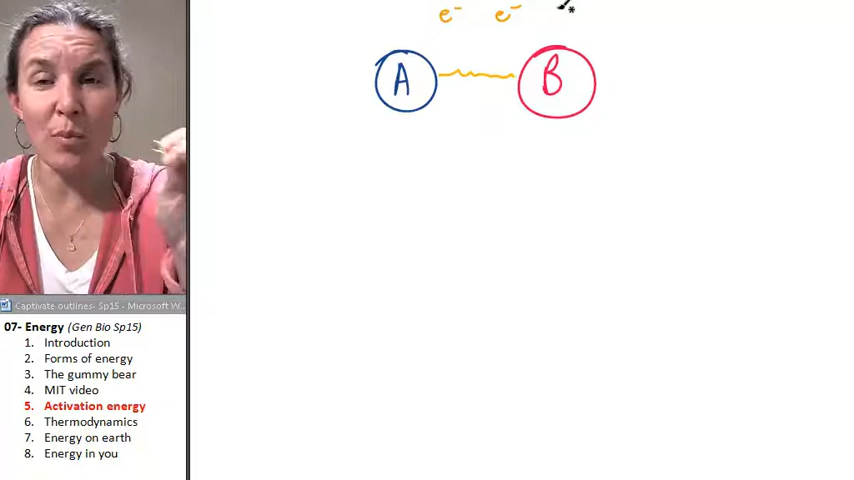 e⁻ e⁻
A B
Captivate outlines- Sp15 - Microsoft W...
07- Energy (Gen Bio Sp15)
1. Introduction
2. Forms of energy
3. The gummy bear
4. MIT video
5. Activation energy
6. Thermodynamics
7. Energy on earth
8. Energy in you